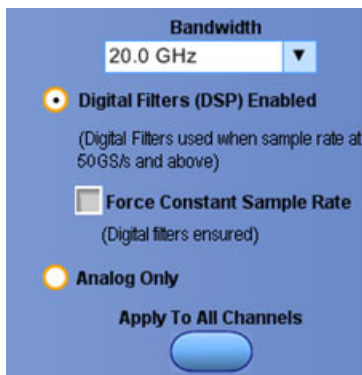 Bandwidth
20.0 GHz
Digital Filters (DSP) Enabled
(Digital Filters used when sample rate at
50GS/s and above)
Force Constant Sample Rate
(Digital filters ensured)
Analog Only
Apply To All Channels